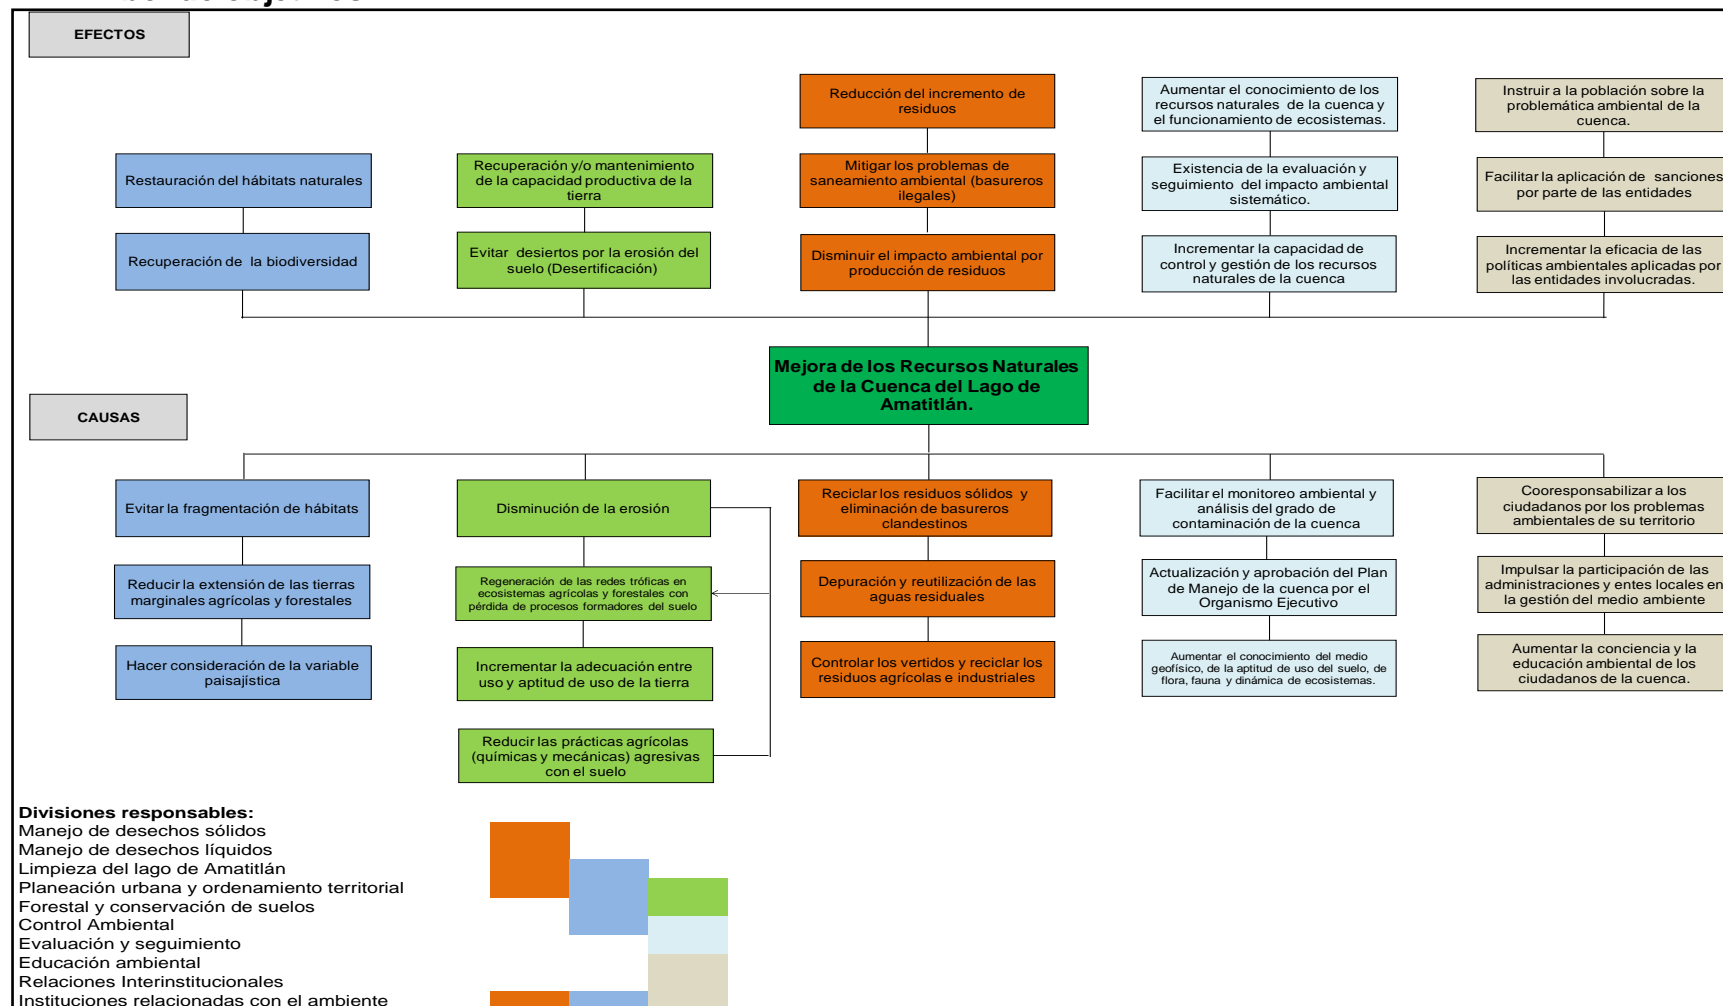 EFECTOS
Reducción del incremento de
residuos
Aumentar el conocimiento de los
recursos naturales de la cuenca y
el funcionamiento de ecosistemas.
Instruir a la población sobre la
problemática ambiental de la
cuenca.
Restauración del hábitats naturales
Recuperación y/o mantenimiento
de la capacidad productiva de la
tierra
Mitigar los problemas de
saneamiento ambiental (basureros
ilegales)
Existencia de la evaluación y
seguimiento del impacto ambiental
sistemático.
Facilitar la aplicación de sanciones
por parte de las entidades
Recuperación de la biodiversidad
Evitar desiertos por la erosión del
suelo (Desertificación)
Disminuir el impacto ambiental por
producción de residuos
Incrementar la capacidad de
control y gestión de los recursos
naturales de la cuenca
Incrementar la eficacia de las
políticas ambientales aplicadas por
las entidades involucradas.
Mejora de los Recursos Naturales
de la Cuenca del Lago de
Amatitlán.
CAUSAS
Evitar la fragmentación de hábitats
Disminución de la erosión
Reciclar los residuos sólidos y
eliminación de basureros
clandestinos
Facilitar el monitoreo ambiental y
análisis del grado de
contaminación de la cuenca
Cooresponsabilizar a los
ciudadanos por los problemas
ambientales de su territorio
Reducir la extensión de las tierras
marginales agrícolas y forestales
Regeneración de las redes tróficas en
ecosistemas agrícolas y forestales con
pérdida de procesos formadores del suelo
Depuración y reutilización de las
aguas residuales
Actualización y aprobación del Plan
de Manejo de la cuenca por el
Organismo Ejecutivo
Impulsar la participación de las
administraciones y entes locales en
la gestión del medio ambiente
Hacer consideración de la variable
paisajística
Incrementar la adecuación entre
uso y aptitud de uso de la tierra
Controlar los vertidos y reciclar los
residuos agrícolas e industriales
Aumentar el conocimiento del medio
geofísico, de la aptitud de uso del suelo, de
flora, fauna y dinámica de ecosistemas.
Aumentar la conciencia y la
educación ambiental de los
ciudadanos de la cuenca.
Reducir las prácticas agrícolas
(químicas y mecánicas) agresivas
con el suelo
Divisiones responsables:
Manejo de desechos sólidos
Manejo de desechos líquidos
Limpieza del lago de Amatitlán
Planeación urbana y ordenamiento territorial
Forestal y conservación de suelos
Control Ambiental
Evaluación y seguimiento
Educación ambiental
Relaciones Interinstitucionales
Instituciones relacionadas con el ambiente